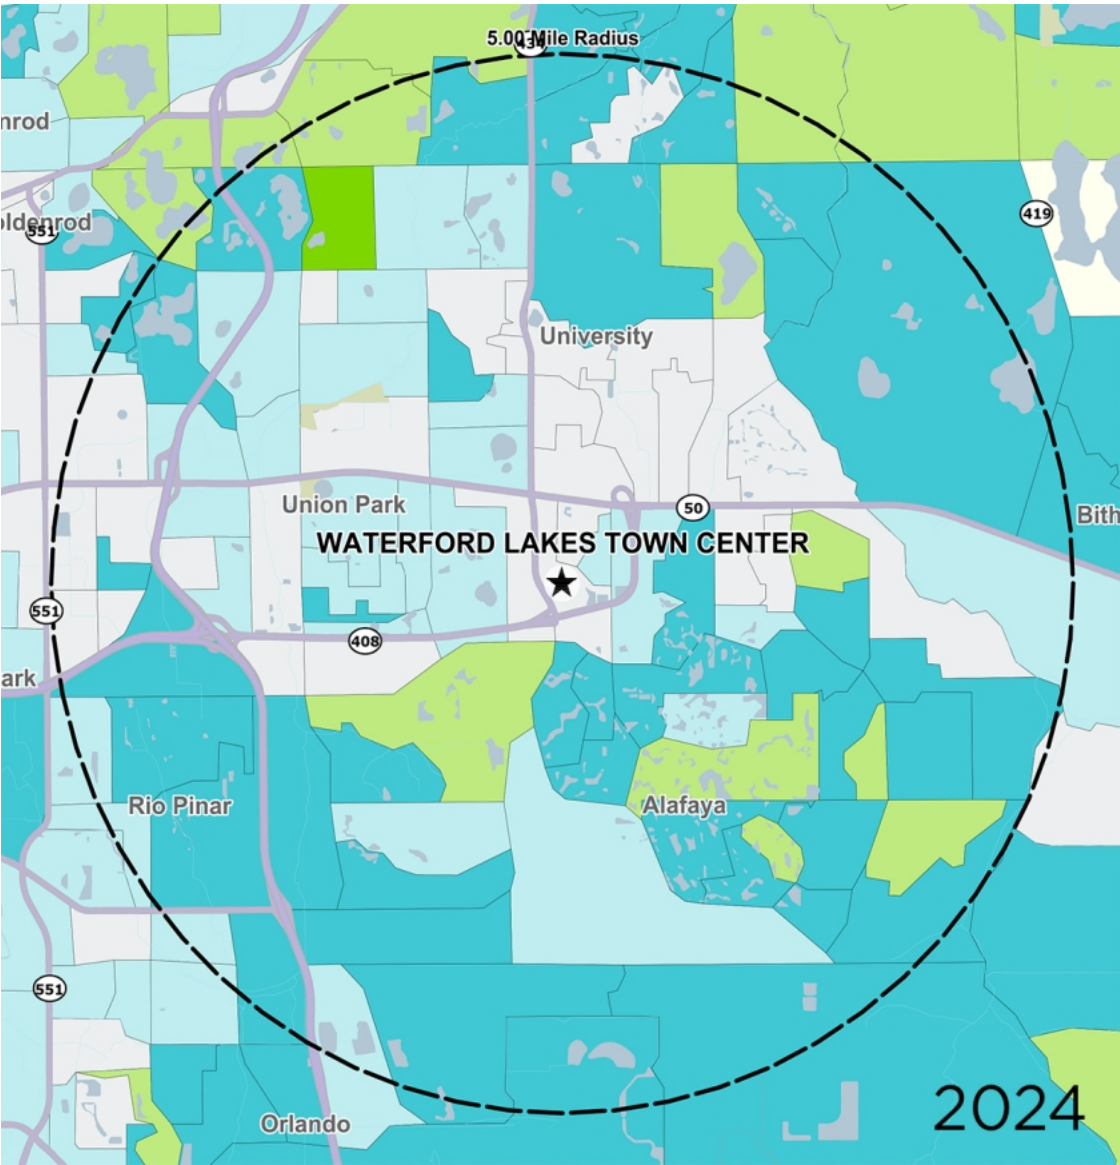 5.00 Mile Radius
434
nrod
oldenrod
551
419
University
Union Park
50
Bith
WATERFORD LAKES TOWN CENTER
551
408
ark
Rio Pinar
Alafaya
551
Orlando
2024